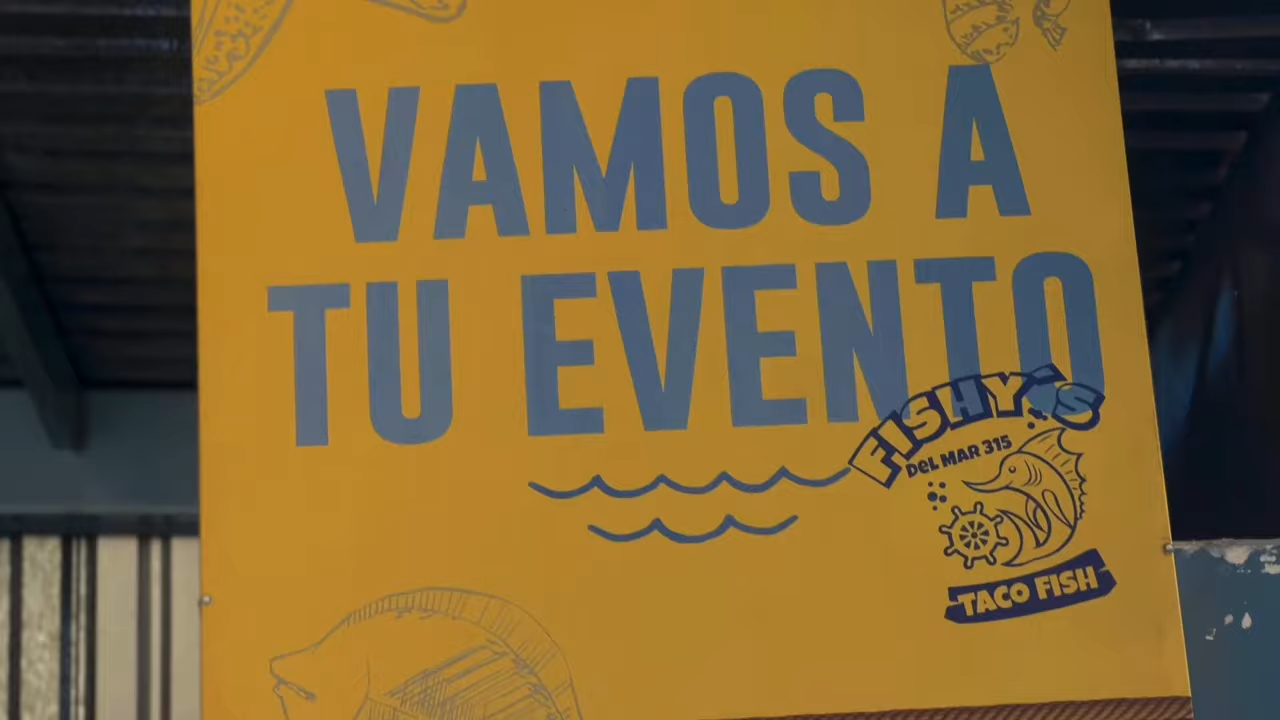 VAMOS A
TU EVENTO
FISHY'S
DEL MAR 315
TACO FISH